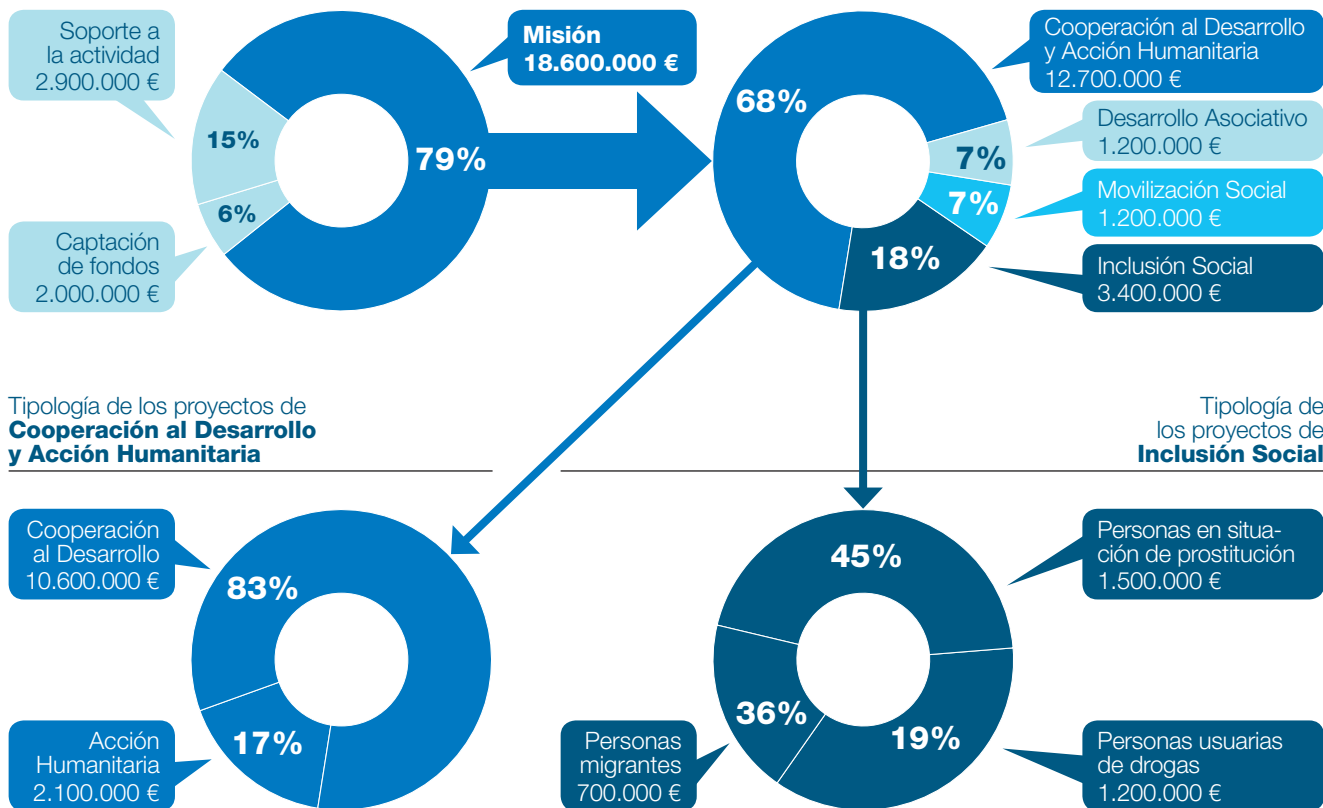 Soporte a
la actividad
2.900.000 €
15%
6%
Captación
de fondos
2.000.000 €
79%
Misión
18.600.000 €
68%
7%
7%
18%
Cooperación al Desarrollo
y Acción Humanitaria
12.700.000 €
Desarrollo Asociativo
1.200.000 €
Movilización Social
1.200.000 €
Inclusión Social
3.400.000 €
Tipología de los proyectos de
Cooperación al Desarrollo
y Acción Humanitaria
Cooperación
al Desarrollo
10.600.000 €
83%
17%
Acción
Humanitaria
2.100.000 €
Tipología de
los proyectos de
Inclusión Social
45%
36%
19%
Personas en situa-
ción de prostitución
1.500.000 €
Personas
migrantes
700.000 €
Personas usuarias
de drogas
1.200.000 €